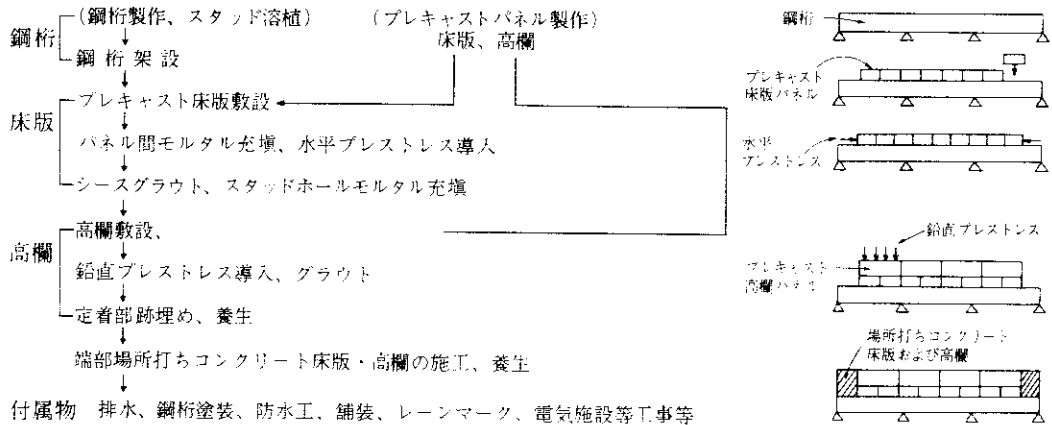 (鋼桁製作、スタッド溶植)
(プレキャストパネル製作)
床版、高欄
鋼桁
鋼桁架設
プレキャスト床版敷設
床版
パネル間モルタル充塡、水平プレストレス導入
シースグラウト、スタッドホールモルタル充塡
高欄敷設、
高欄
鉛直プレストレス導入、グラウト
定着部跡埋め、養生
端部場所打ちコンクリート床版・高欄の施工、養生
付属物 排水、鋼桁塗装、防水工、舗装、レーンマーク、電気施設等工事等
鋼桁
プレキャスト
床版パネル
水平
プレストレス
鉛直プレストレス
プレキャスト
高欄パネル
場所打ちコンクリート
床版および高欄